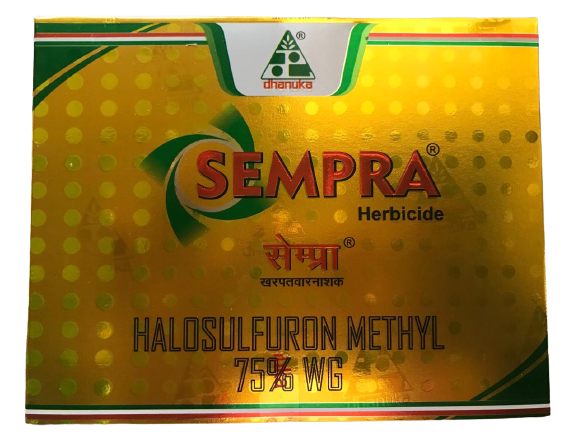 ®
dhanuka
SEMPRA®
Herbicide
सेम्प्रा®
खरपतवारनाशक
HALOSULFURON METHYL
75% WG